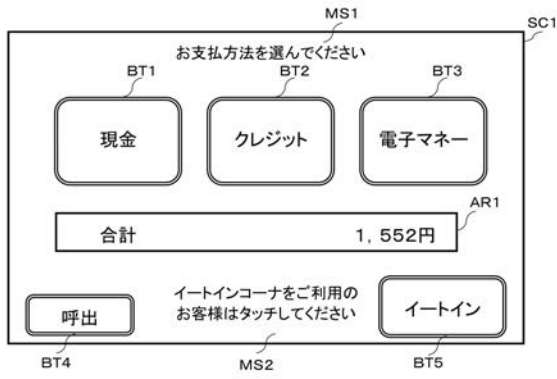 MS1
SC1
お支払方法を選んでください
BT1
BT2
BT3
現金
クレジット
電子マネー
AR1
合計 1,552円
イートインコーナをご利用の
お客様はタッチしてください
呼出
イートイン
BT4
MS2
BT5